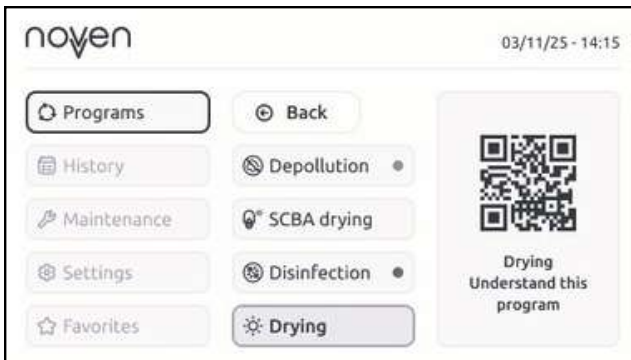 noven
03/11/25 - 14:15
Programs
History
Maintenance
Settings
Favorites
Back
Depollution
SCBA drying
Disinfection
Drying
Drying
Understand this
program